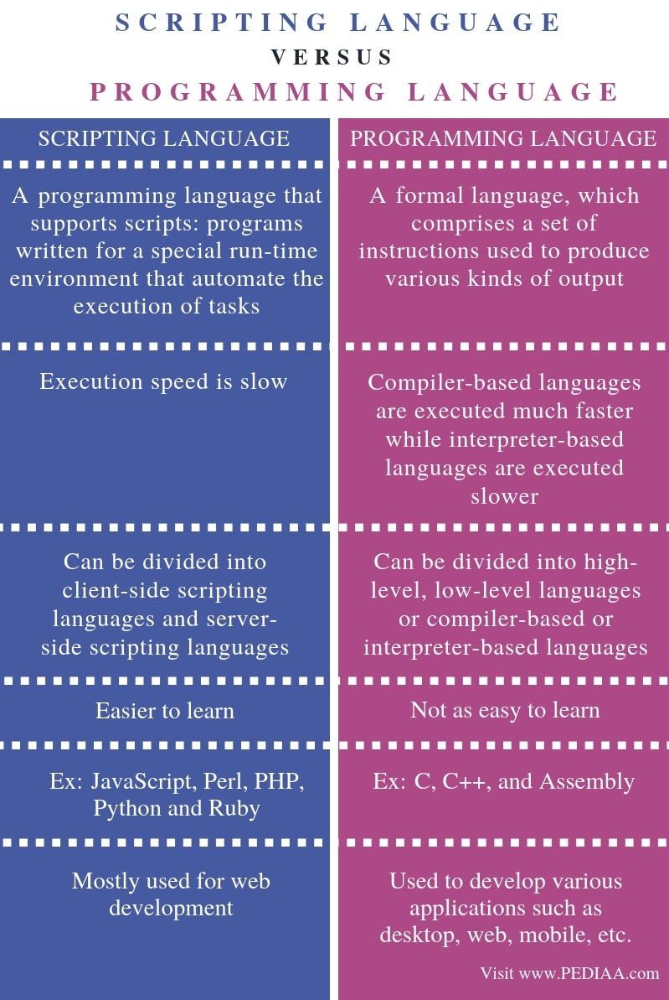 SCRIPTING LANGUAGE
VERSUS
PROGRAMMING LANGUAGE
SCRIPTING LANGUAGE
A programming language that
supports scripts: programs
written for a special run-time
environment that automate the
execution of tasks
Execution speed is slow
Can be divided into
client-side scripting
languages and server-
side scripting languages
Easier to learn
Ex: JavaScript, Perl, PHP,
Python and Ruby
Mostly used for web
development
PROGRAMMING LANGUAGE
A formal language, which
comprises a set of
instructions used to produce
various kinds of output
Compiler-based languages
are executed much faster
while interpreter-based
languages are executed
slower
Can be divided into high-
level, low-level languages
or compiler-based or
interpreter-based languages
Not as easy to learn
Ex: C, C++, and Assembly
Used to develop various
applications such as
desktop, web, mobile, etc.
Visit www.PEDIAA.com